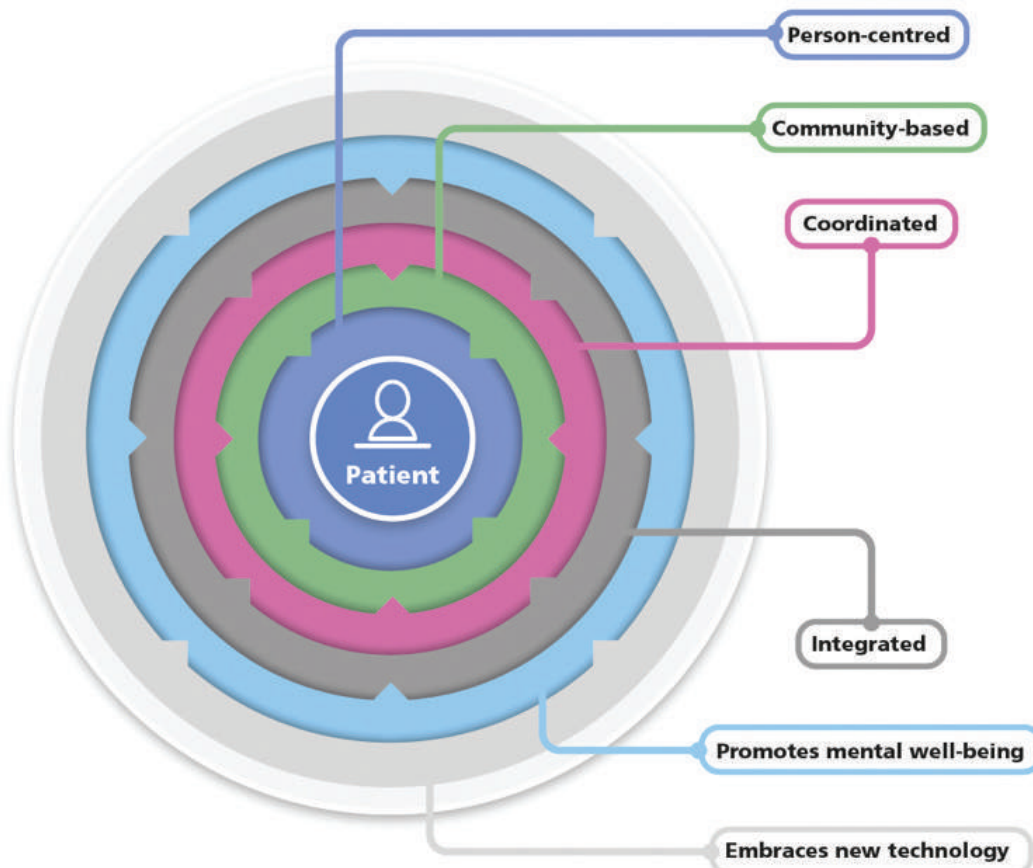 Person-centred
Community-based
Coordinated
Patient
Integrated
Promotes mental well-being
Embraces new technology